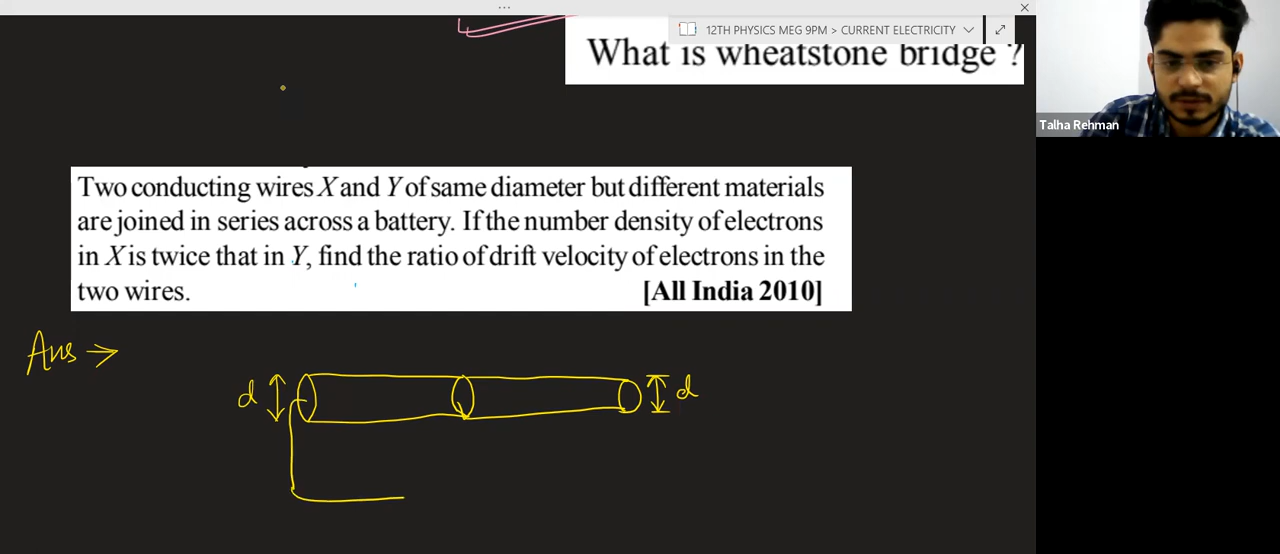 12TH PHYSICS MEG 9PM > CURRENT ELECTRICITY
What is wheatstone bridge ?
Talha Rehman
Two conducting wires X and Y of same diameter but different materials
are joined in series across a battery. If the number density of electrons
in X is twice that in Y, find the ratio of drift velocity of electrons in the
two wires. [All India 2010]
Ans →
d d